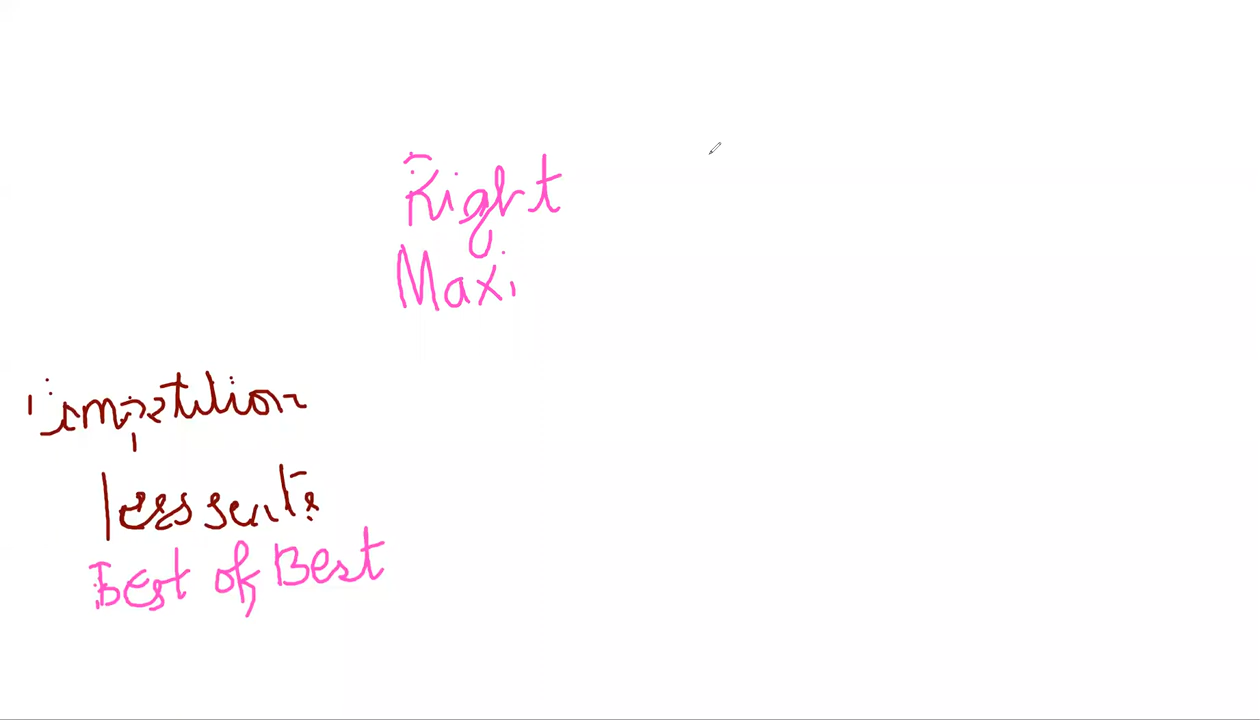 Right
Maxi
Competition
less seats
Best of Best